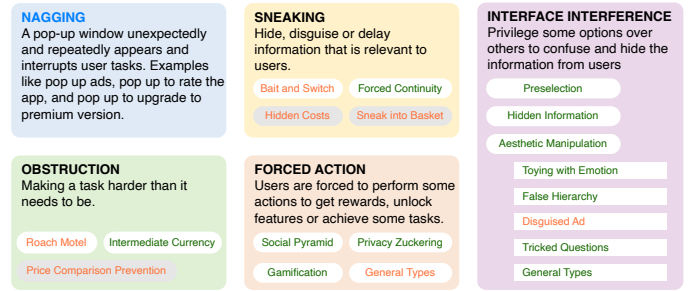 NAGGING
A pop-up window unexpectedly
and repeatedly appears and
interrupts user tasks. Examples
like pop up ads, pop up to rate the
app, and pop up to upgrade to
premium version.
SNEAKING
Hide, disguise or delay
information that is relevant to
users.
Bait and Switch
Forced Continuity
Hidden Costs
Sneak into Basket
INTERFACE INTERFERENCE
Privilege some options over
others to confuse and hide the
information from users
Preselection
Hidden Information
Aesthetic Manipulation
Toying with Emotion
False Hierarchy
Disguised Ad
Tricked Questions
General Types
OBSTRUCTION
Making a task harder than it
needs to be.
Roach Motel
Intermediate Currency
Price Comparison Prevention
FORCED ACTION
Users are forced to perform some
actions to get rewards, unlock
features or achieve some tasks.
Social Pyramid
Privacy Zuckering
Gamification
General Types